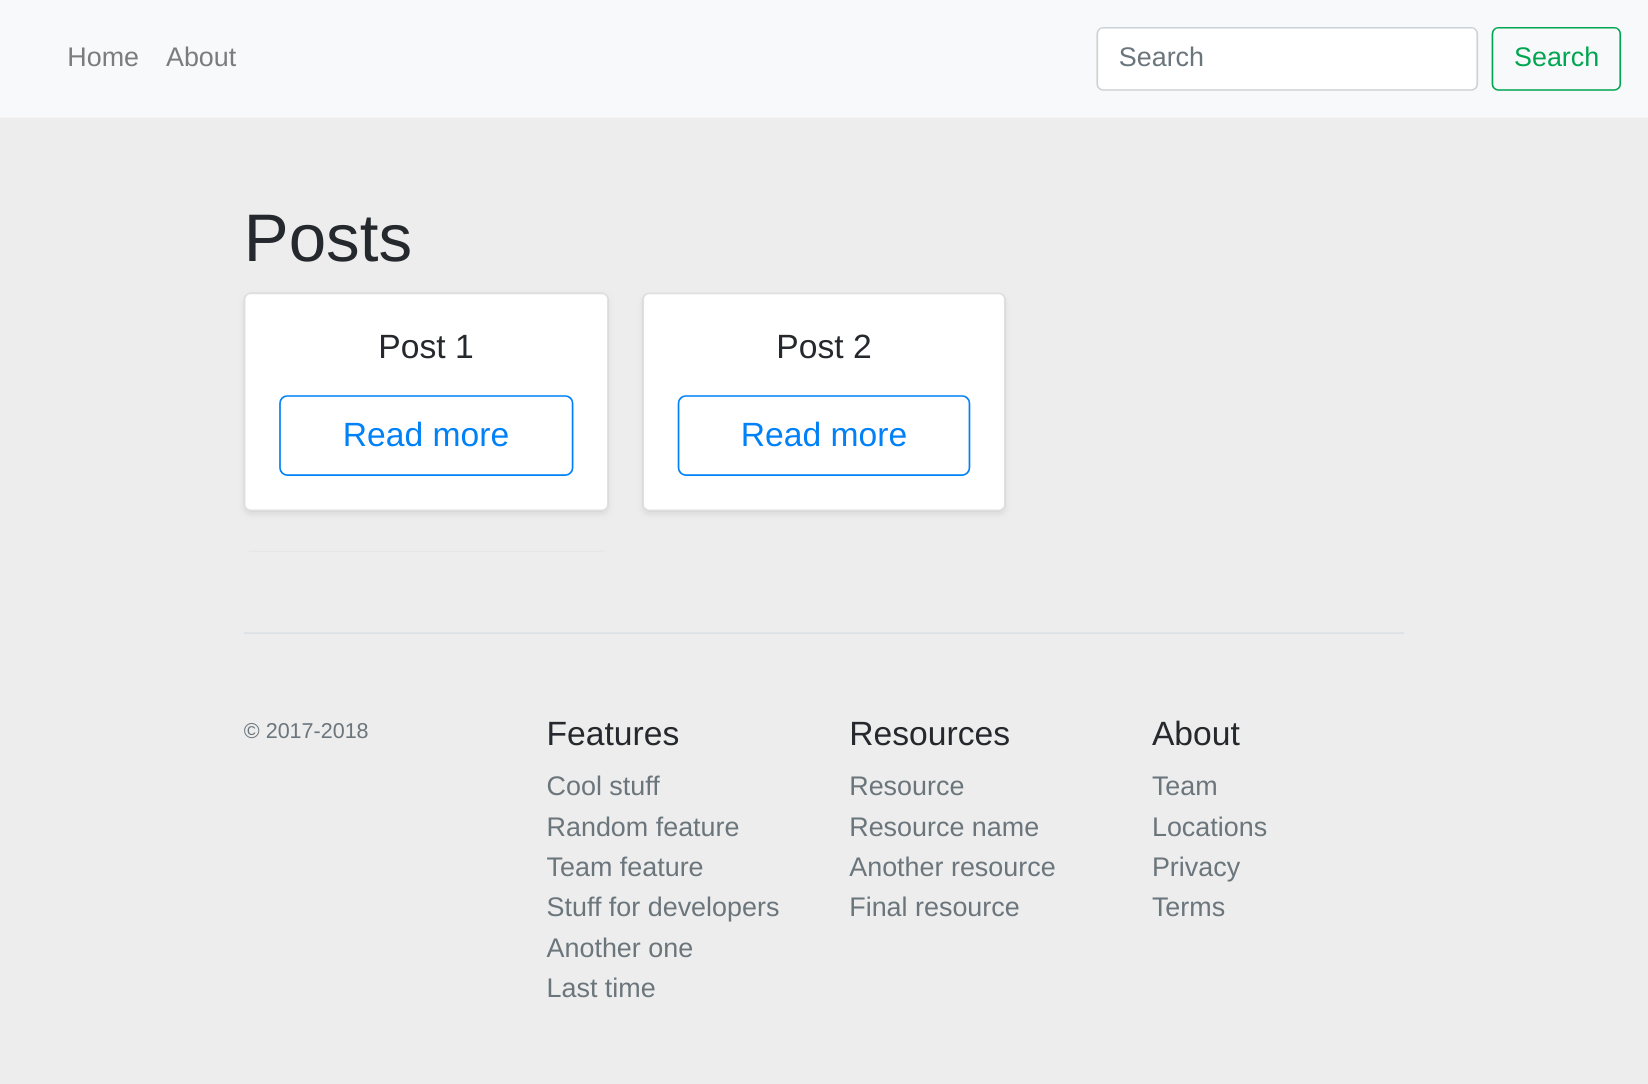 Home About Search Search
Posts
Post 1
Read more
Post 2
Read more
© 2017-2018
Features
Cool stuff
Random feature
Team feature
Stuff for developers
Another one
Last time
Resources
Resource
Resource name
Another resource
Final resource
About
Team
Locations
Privacy
Terms